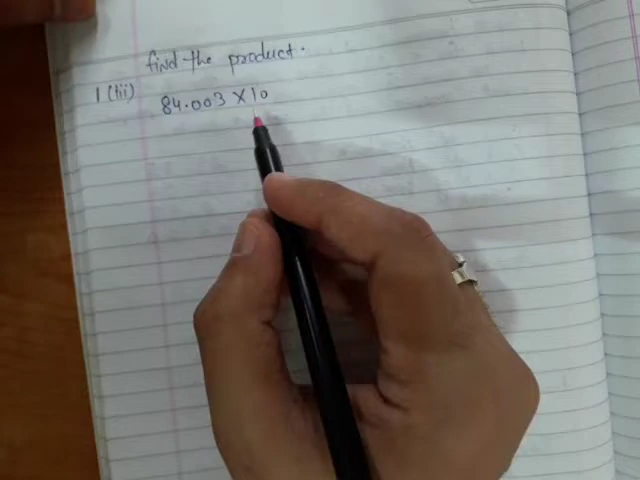 find the product.
1 (iii) 84.003 × 10